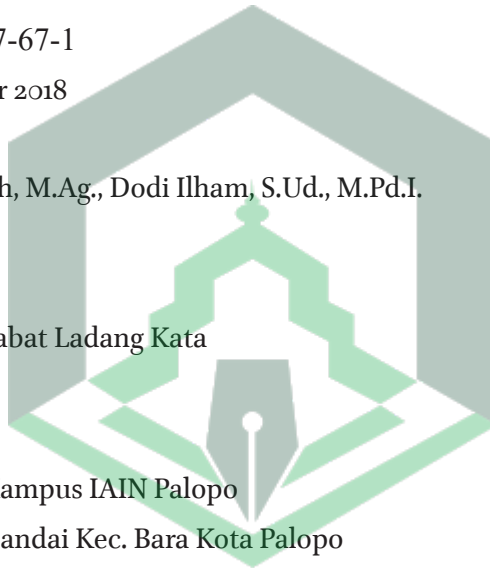 7-67-1
r 2018
h, M.Ag., Dodi Ilham, S.Ud., M.Pd.I.
abat Ladang Kata
ampus IAIN Palopo
andai Kec. Bara Kota Palopo